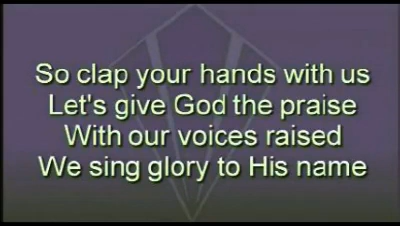 So clap your hands with us
Let's give God the praise
With our voices raised
We sing glory to His name